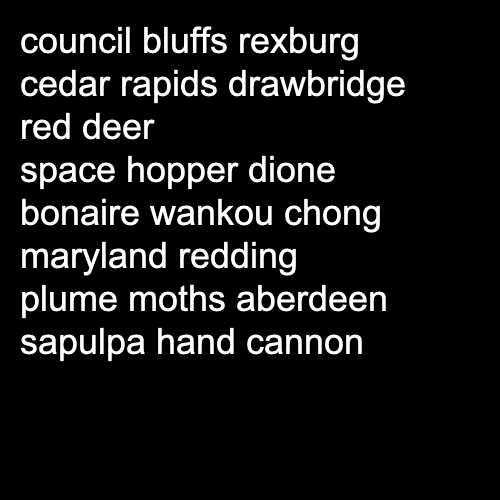 council bluffs rexburg
cedar rapids drawbridge
red deer
space hopper dione
bonaire wankou chong
maryland redding
plume moths aberdeen
sapulpa hand cannon